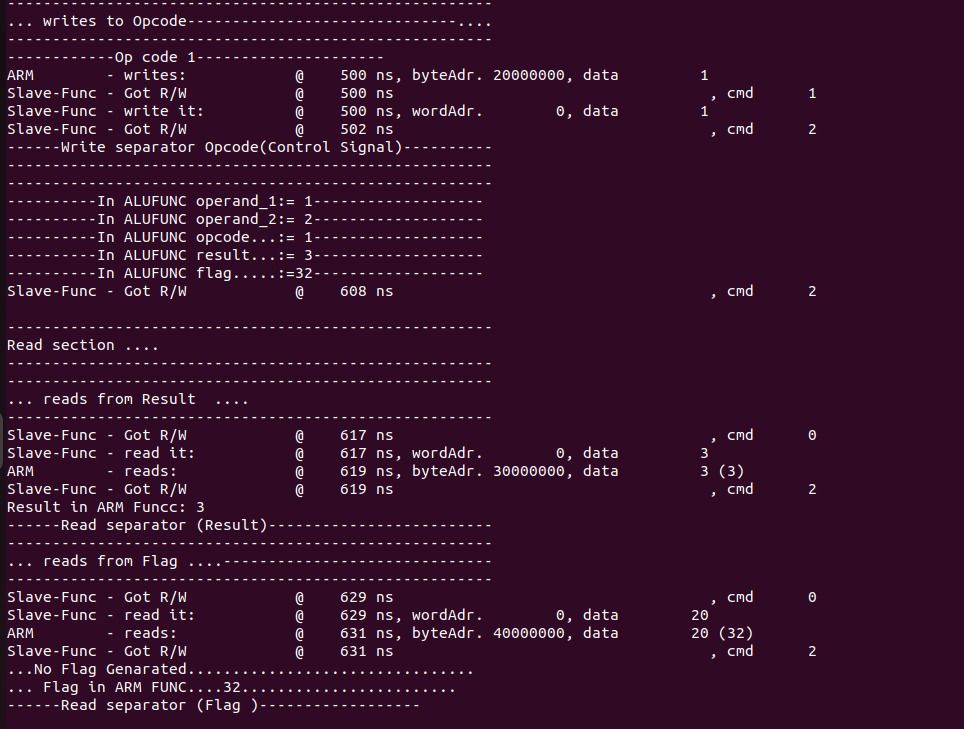 ------------------------------------------------------
... writes to Opcode------------------------------....
------------------------------------------------------
------------Op code 1---------------------
ARM        - writes:            @    500 ns, byteAdr. 20000000, data         1
Slave-Func - Got R/W            @    500 ns                                   , cmd      1
Slave-Func - write it:          @    500 ns, wordAdr.        0, data         1
Slave-Func - Got R/W            @    502 ns                                   , cmd      2
------Write separator Opcode(Control Signal)----------
------------------------------------------------------
------------------------------------------------------
----------In ALUFUNC operand_1:= 1-------------------
----------In ALUFUNC operand_2:= 2-------------------
----------In ALUFUNC opcode...:= 1-------------------
----------In ALUFUNC result...:= 3-------------------
----------In ALUFUNC flag.....:=32-------------------
Slave-Func - Got R/W            @    608 ns                                   , cmd      2
------------------------------------------------------
Read section ....
------------------------------------------------------
------------------------------------------------------
... reads from Result  ....
------------------------------------------------------
Slave-Func - Got R/W            @    617 ns                                   , cmd      0
Slave-Func - read it:           @    617 ns, wordAdr.        0, data         3
ARM        - reads:             @    619 ns, byteAdr. 30000000, data         3 (3)
Slave-Func - Got R/W            @    619 ns                                   , cmd      2
Result in ARM Funcc: 3
------Read separator (Result)-------------------------
------------------------------------------------------
... reads from Flag ....------------------------------
------------------------------------------------------
Slave-Func - Got R/W            @    629 ns                                   , cmd      0
Slave-Func - read it:           @    629 ns, wordAdr.        0, data        20
ARM        - reads:             @    631 ns, byteAdr. 40000000, data        20 (32)
Slave-Func - Got R/W            @    631 ns                                   , cmd      2
...No Flag Genarated................................
... Flag in ARM FUNC....32........................
------Read separator (Flag )------------------